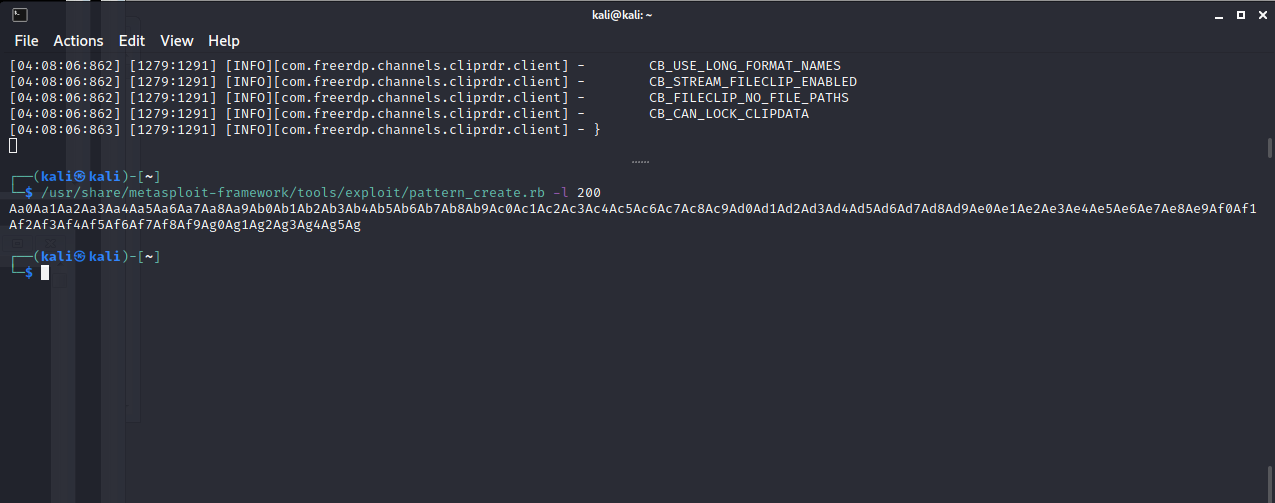 kali@kali: ~
File Actions Edit View Help
[04:08:06:862] [1279:1291] [INFO][com.freerdp.channels.cliprdr.client] - CB_USE_LONG_FORMAT_NAMES
[04:08:06:862] [1279:1291] [INFO][com.freerdp.channels.cliprdr.client] - CB_STREAM_FILECLIP_ENABLED
[04:08:06:862] [1279:1291] [INFO][com.freerdp.channels.cliprdr.client] - CB_FILECLIP_NO_FILE_PATHS
[04:08:06:862] [1279:1291] [INFO][com.freerdp.channels.cliprdr.client] - CB_CAN_LOCK_CLIPDATA
[04:08:06:863] [1279:1291] [INFO][com.freerdp.channels.cliprdr.client] - }
┌──(kali㉿kali)-[~]
└─$ /usr/share/metasploit-framework/tools/exploit/pattern_create.rb -l 200
Aa0Aa1Aa2Aa3Aa4Aa5Aa6Aa7Aa8Aa9Ab0Ab1Ab2Ab3Ab4Ab5Ab6Ab7Ab8Ab9Ac0Ac1Ac2Ac3Ac4Ac5Ac6Ac7Ac8Ac9Ad0Ad1Ad2Ad3Ad4Ad5Ad6Ad7Ad8Ad9Ae0Ae1Ae2Ae3Ae4Ae5Ae6Ae7Ae8Ae9Af0Af1
Af2Af3Af4Af5Af6Af7Af8Af9Ag0Ag1Ag2Ag3Ag4Ag5Ag
┌──(kali㉿kali)-[~]
└─$